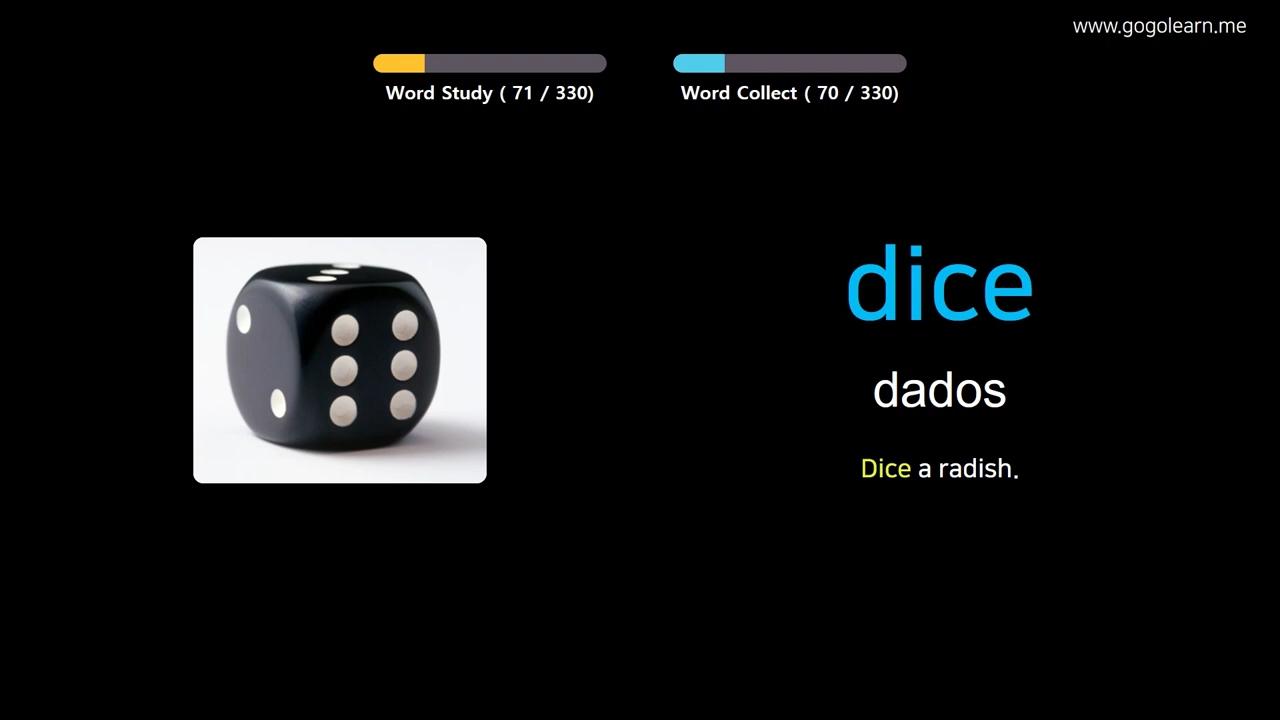 www.gogolearn.me
Word Study ( 71 / 330)
Word Collect ( 70 / 330)
dice
dados
Dice a radish.